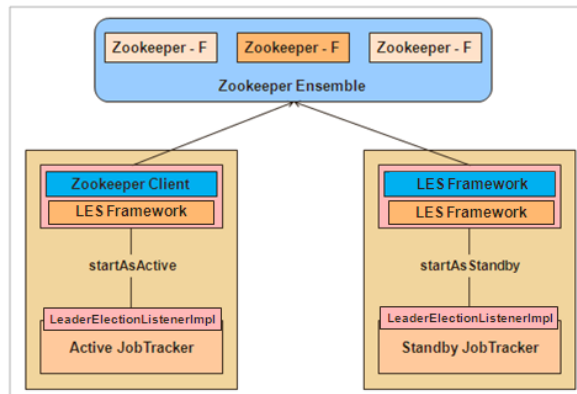 Zookeeper - F
Zookeeper - F
Zookeeper - F
Zookeeper Ensemble
Zookeeper Client
LES Framework
startAsActive
LeaderElectionListenerImpl
Active JobTracker
LES Framework
LES Framework
startAsStandby
LeaderElectionListenerImpl
Standby JobTracker